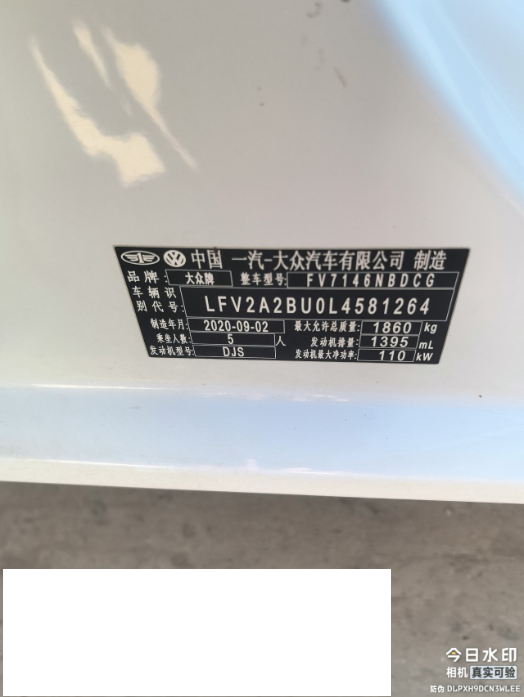 中国 一汽-大众汽车有限公司 制造
品牌: 大众牌 整车型号: FV7146NBDCG
车辆识别代号: LFV2A2BU0L4581264
制造年月: 2020-09-02 最大允许总质量: 1860 kg
乘坐人数: 5 人 发动机排量: 1395 mL
发动机型号: DJS 发动机最大净功率: 110 kW
今日水印
相机 真实可验
防伪 DLPXH9DCN3WLEE